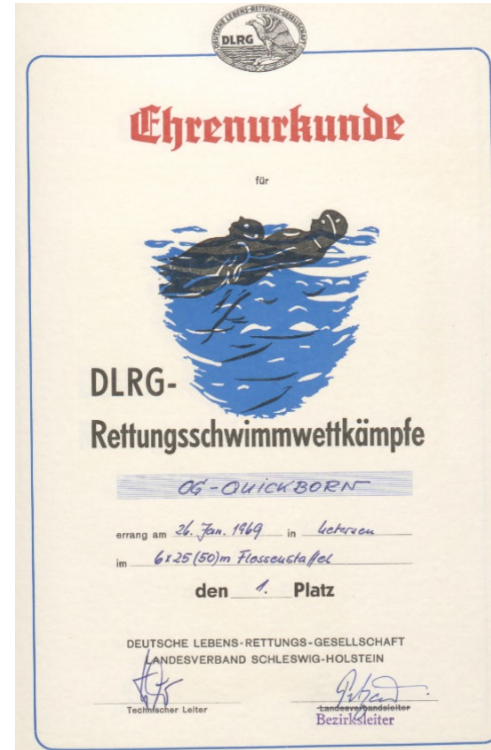 DEUTSCHE LEBENS-RETTUNGS-GESELLSCHAFT
DLRG
Ehrenurkunde
für
DLRG-
Rettungsschwimmwettkämpfe
OG-QUICKBORN
errang am 26. Jan. 1969 in Uetersen
im 6x25(50)m Flossenstaffel
den 1. Platz
DEUTSCHE LEBENS-RETTUNGS-GESELLSCHAFT
LANDESVERBAND SCHLESWIG-HOLSTEIN
Technischer Leiter
Landesverbandsleiter
Bezirksleiter